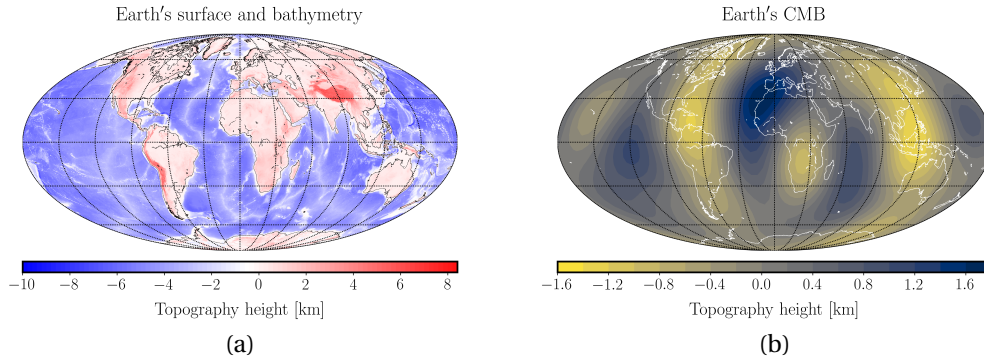 Earth's surface and bathymetry
−10 −8 −6 −4 −2 0 2 4 6 8
Topography height [km]
(a)
Earth's CMB
−1.6 −1.2 −0.8 −0.4 0.0 0.4 0.8 1.2 1.6
Topography height [km]
(b)